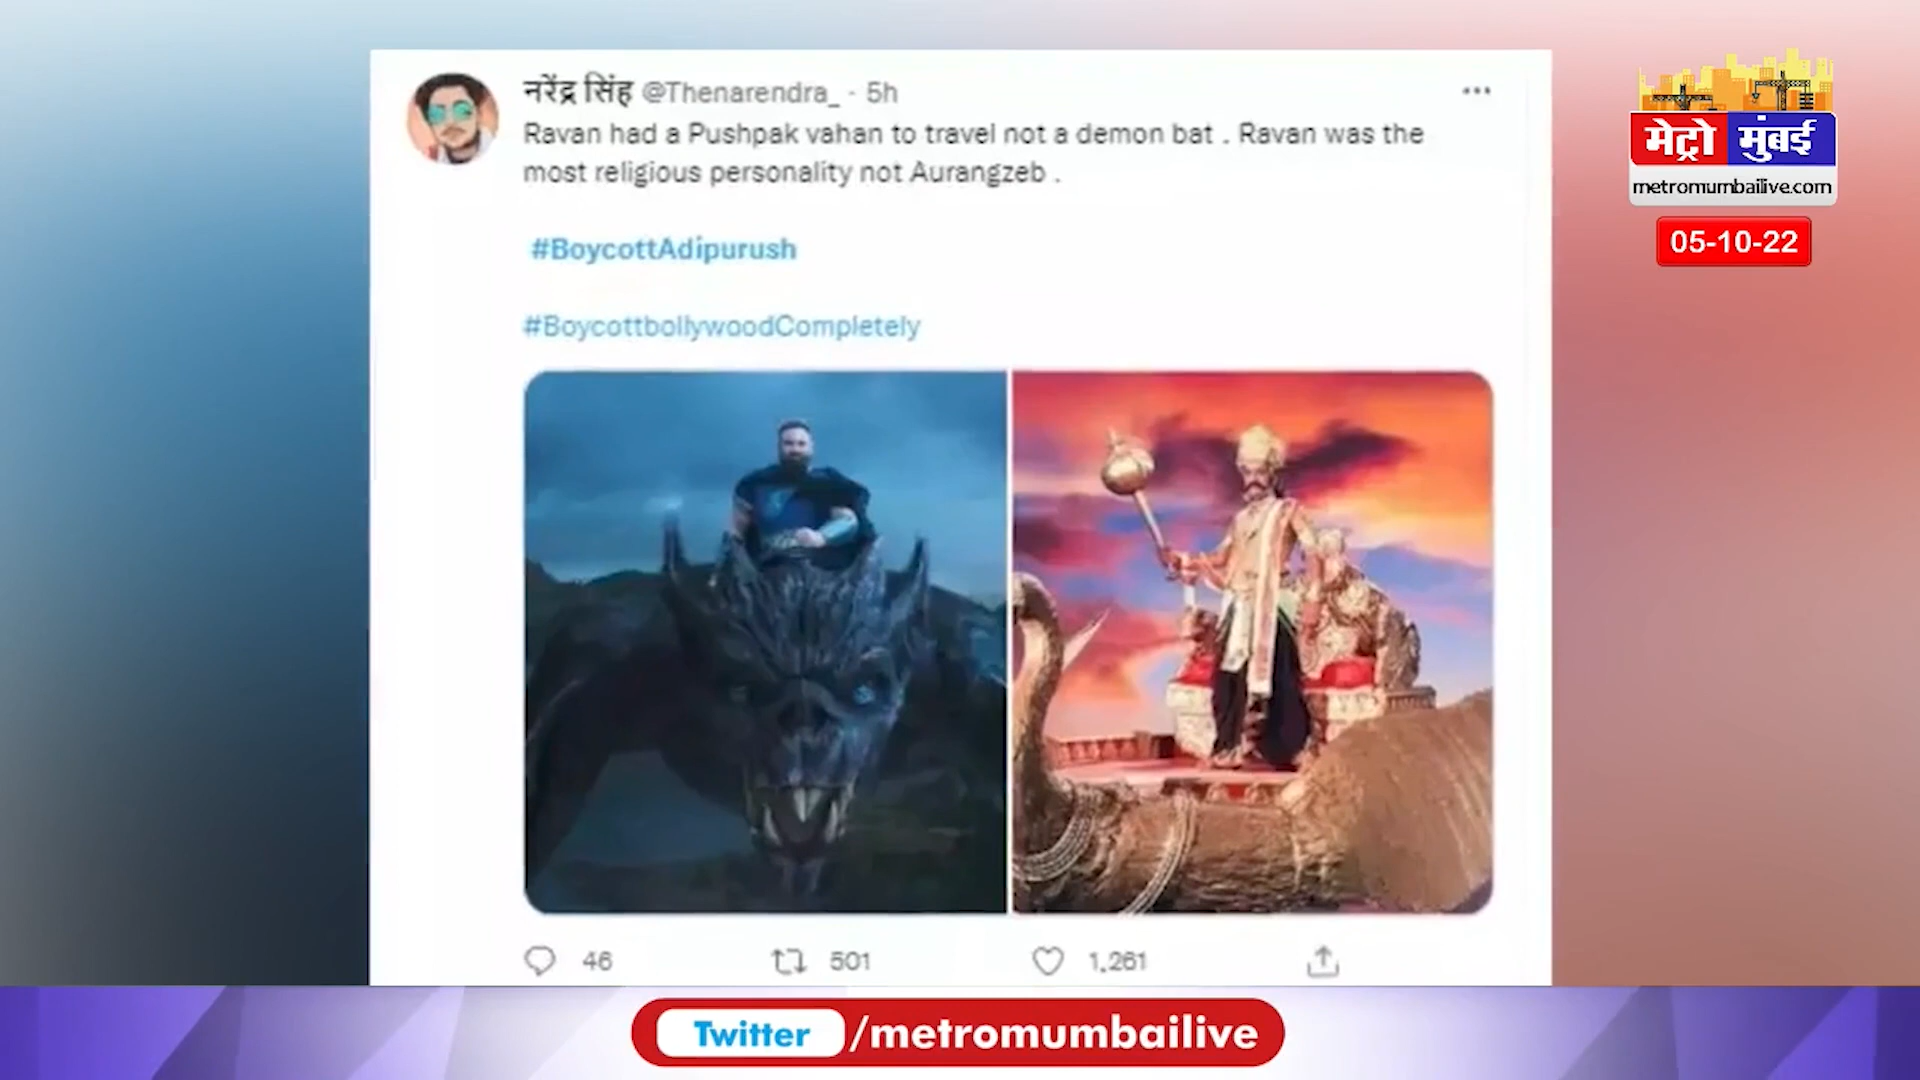 नरेंद्र सिंह @Thenarendra_ · 5h
Ravan had a Pushpak vahan to travel not a demon bat . Ravan was the
most religious personality not Aurangzeb .
#BoycottAdipurush
#BoycottbollywoodCompletely
46 501 1,261
मेट्रो मुंबई
metromumbailive.com
05-10-22
Twitter /metromumbailive